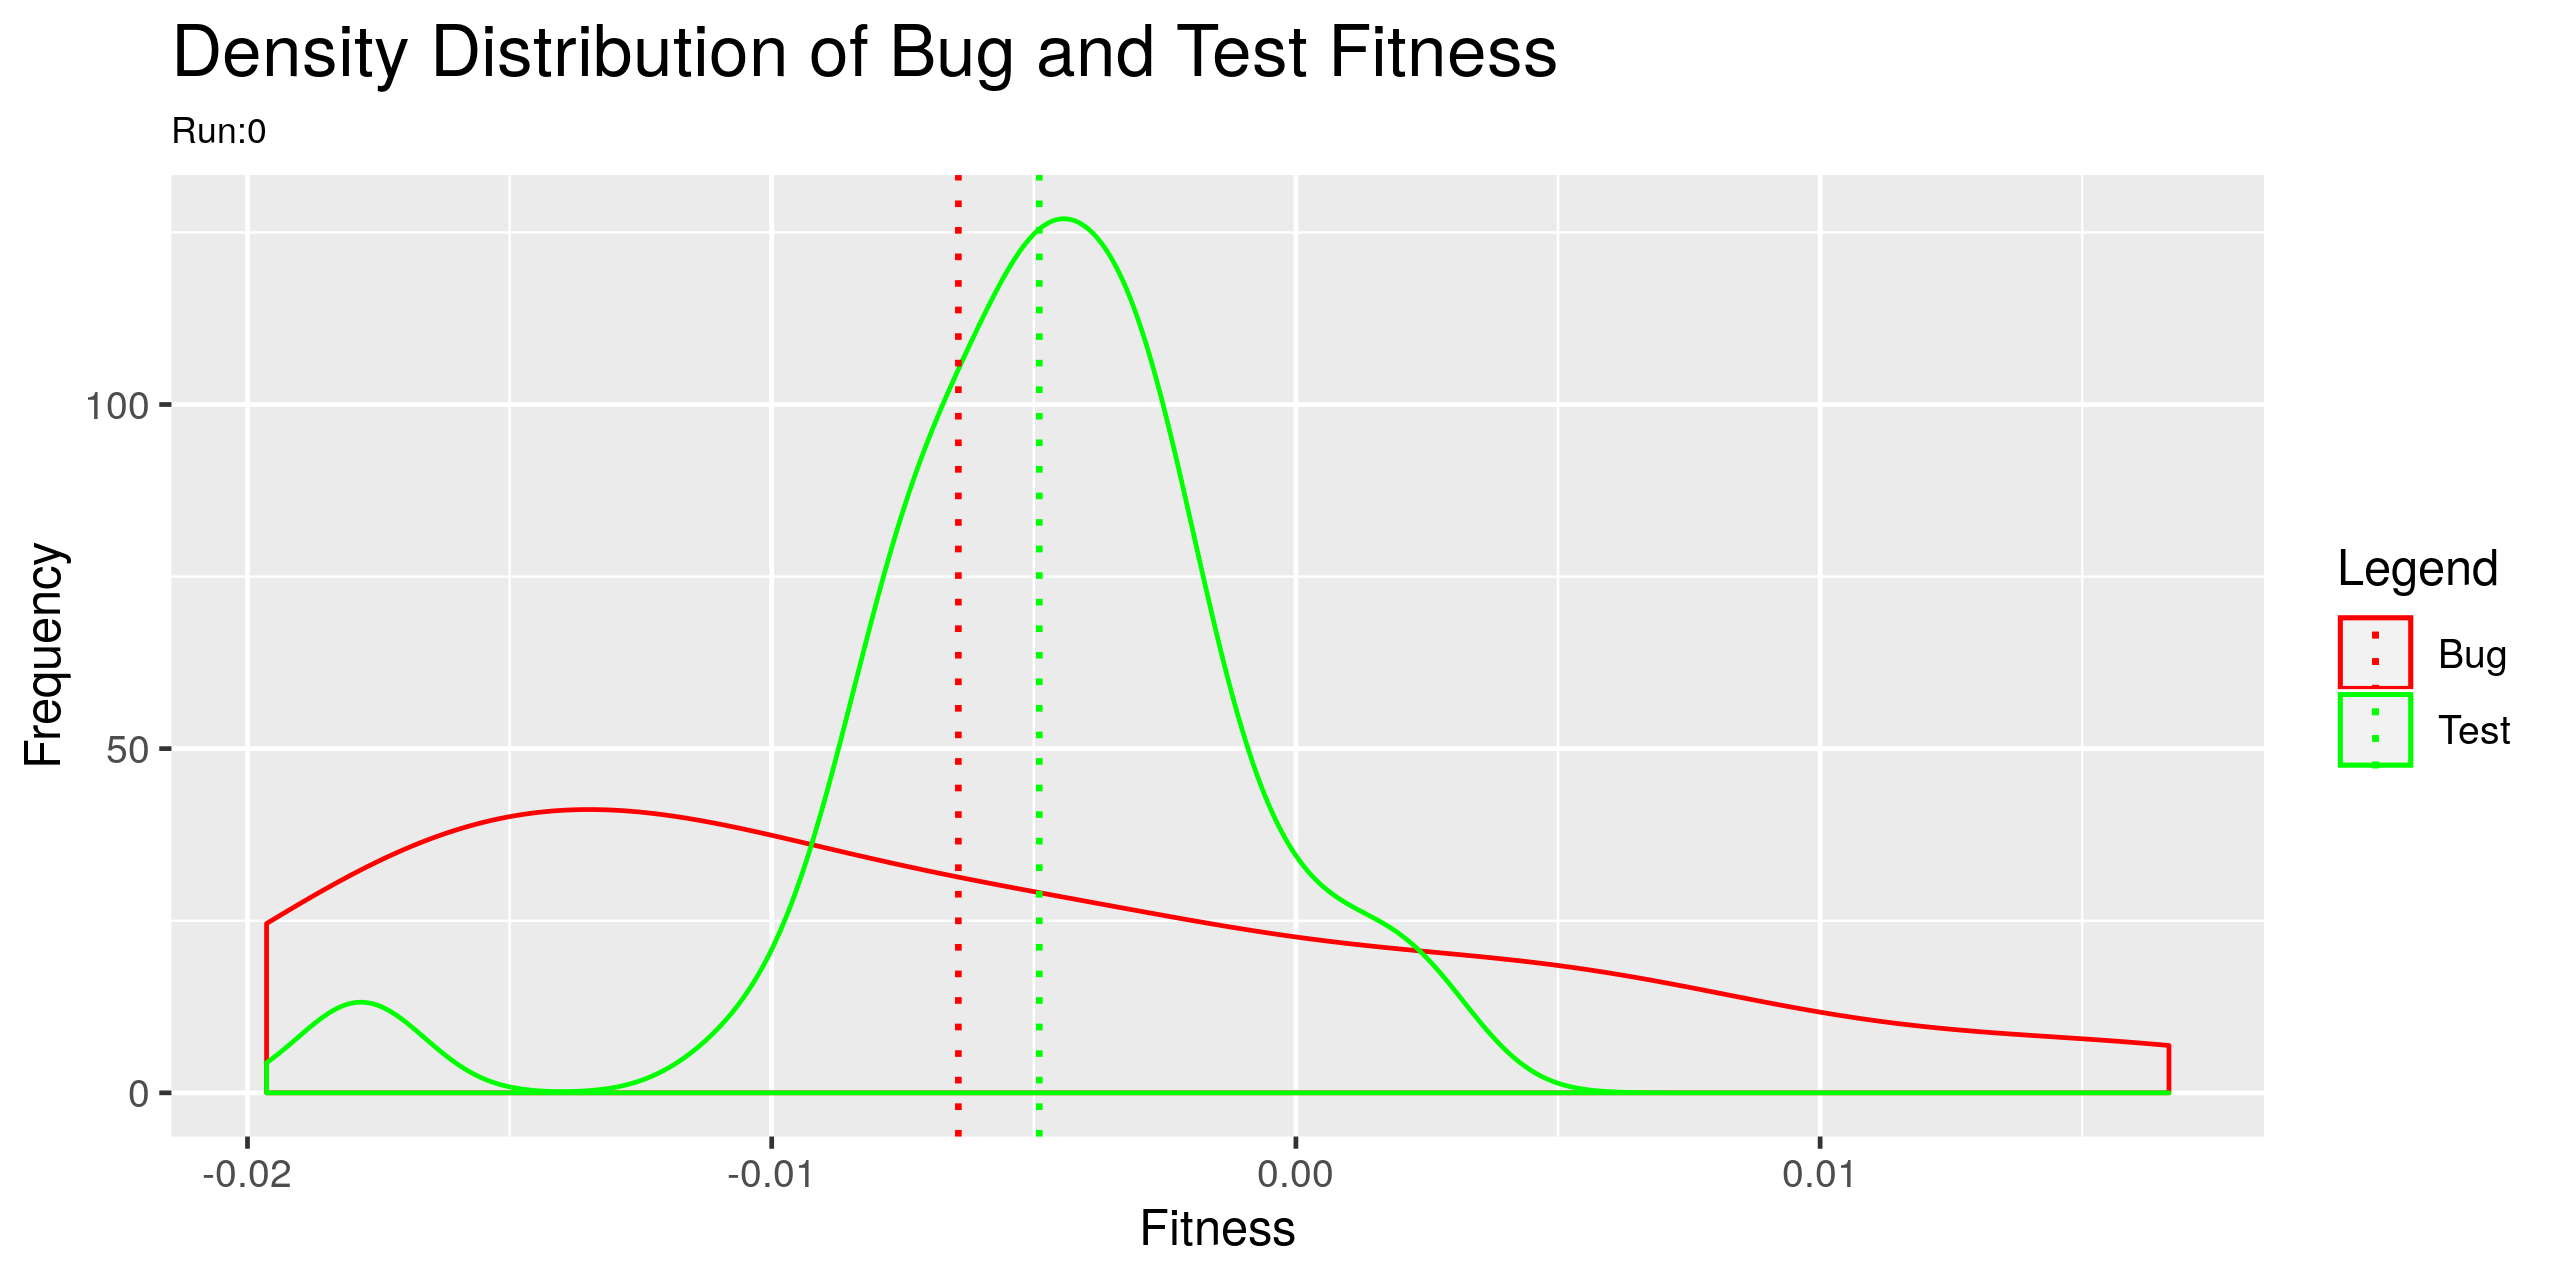 Density Distribution of Bug and Test Fitness
Run:0
Frequency
100
50
0
-0.02
-0.01
0.00
0.01
Fitness
Legend
Bug
Test